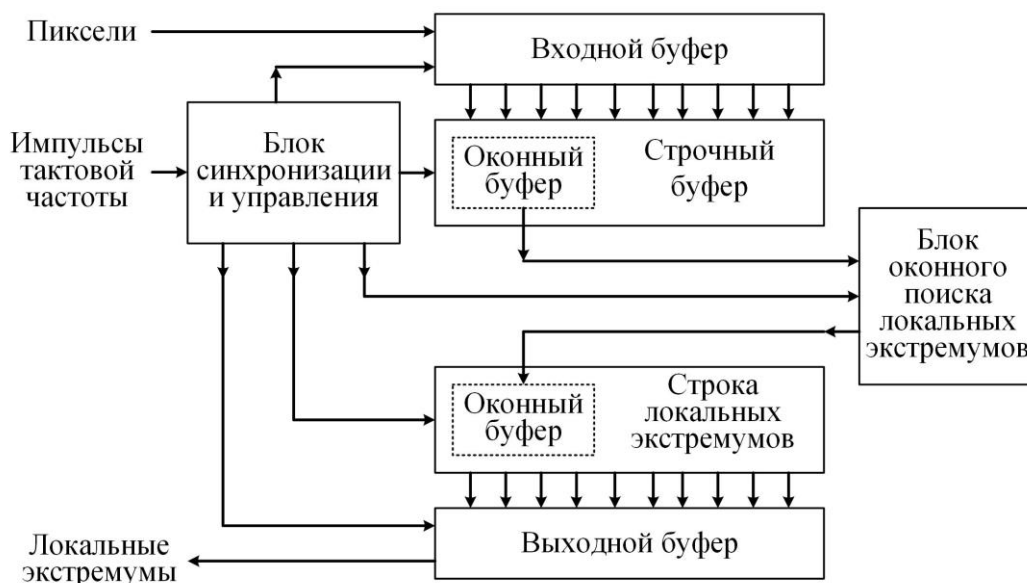 Пиксели
Входной буфер
Импульсы
тактовой
частоты
Блок
синхронизации
и управления
Оконный
буфер
Строчный
буфер
Блок
оконного
поиска
локальных
экстремумов
Оконный
буфер
Строка
локальных
экстремумов
Локальные
экстремумы
Выходной буфер